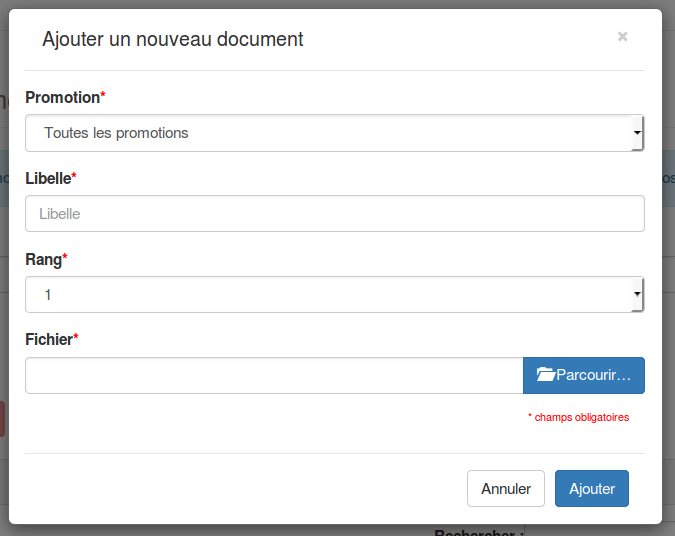 Ajouter un nouveau document
×
Promotion*
Toutes les promotions
Libelle*
Libelle
Rang*
1
Fichier*
Parcourir...
* champs obligatoires
Annuler
Ajouter
Rechercher :